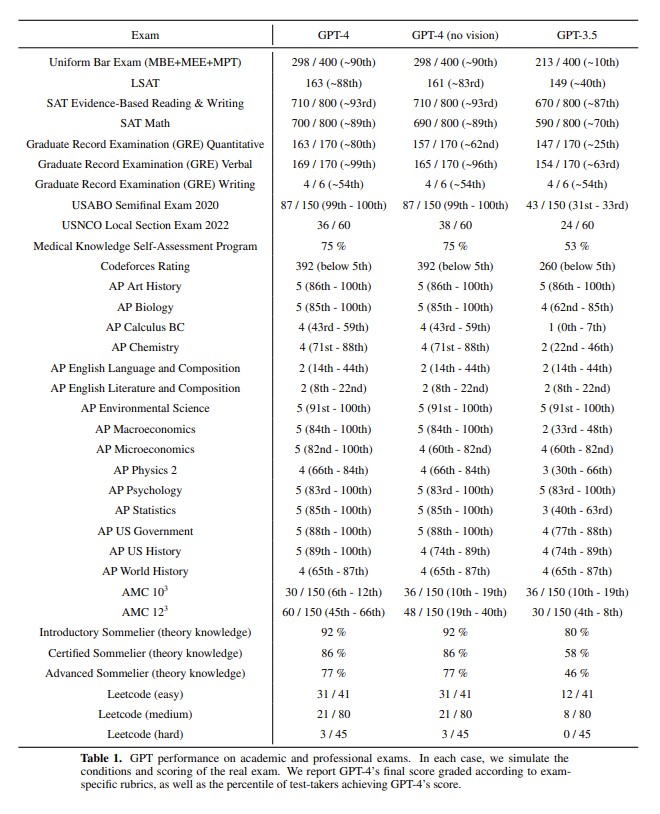 Exam GPT-4 GPT-4 (no vision) GPT-3.5
Uniform Bar Exam (MBE+MEE+MPT) 298 / 400 (~90th) 298 / 400 (~90th) 213 / 400 (~10th)
LSAT 163 (~88th) 161 (~83rd) 149 (~40th)
SAT Evidence-Based Reading & Writing 710 / 800 (~93rd) 710 / 800 (~93rd) 670 / 800 (~87th)
SAT Math 700 / 800 (~89th) 690 / 800 (~89th) 590 / 800 (~70th)
Graduate Record Examination (GRE) Quantitative 163 / 170 (~80th) 157 / 170 (~62nd) 147 / 170 (~25th)
Graduate Record Examination (GRE) Verbal 169 / 170 (~99th) 165 / 170 (~96th) 154 / 170 (~63rd)
Graduate Record Examination (GRE) Writing 4 / 6 (~54th) 4 / 6 (~54th) 4 / 6 (~54th)
USABO Semifinal Exam 2020 87 / 150 (99th - 100th) 87 / 150 (99th - 100th) 43 / 150 (31st - 33rd)
USNCO Local Section Exam 2022 36 / 60 38 / 60 24 / 60
Medical Knowledge Self-Assessment Program 75 % 75 % 53 %
Codeforces Rating 392 (below 5th) 392 (below 5th) 260 (below 5th)
AP Art History 5 (86th - 100th) 5 (86th - 100th) 5 (86th - 100th)
AP Biology 5 (85th - 100th) 5 (85th - 100th) 4 (62nd - 85th)
AP Calculus BC 4 (43rd - 59th) 4 (43rd - 59th) 1 (0th - 7th)
AP Chemistry 4 (71st - 88th) 4 (71st - 88th) 2 (22nd - 46th)
AP English Language and Composition 2 (14th - 44th) 2 (14th - 44th) 2 (14th - 44th)
AP English Literature and Composition 2 (8th - 22nd) 2 (8th - 22nd) 2 (8th - 22nd)
AP Environmental Science 5 (91st - 100th) 5 (91st - 100th) 5 (91st - 100th)
AP Macroeconomics 5 (84th - 100th) 5 (84th - 100th) 2 (33rd - 48th)
AP Microeconomics 5 (82nd - 100th) 4 (60th - 82nd) 4 (60th - 82nd)
AP Physics 2 4 (66th - 84th) 4 (66th - 84th) 3 (30th - 66th)
AP Psychology 5 (83rd - 100th) 5 (83rd - 100th) 5 (83rd - 100th)
AP Statistics 5 (85th - 100th) 5 (85th - 100th) 3 (40th - 63rd)
AP US Government 5 (88th - 100th) 5 (88th - 100th) 4 (77th - 88th)
AP US History 5 (89th - 100th) 4 (74th - 89th) 4 (74th - 89th)
AP World History 4 (65th - 87th) 4 (65th - 87th) 4 (65th - 87th)
AMC 10³ 30 / 150 (6th - 12th) 36 / 150 (10th - 19th) 36 / 150 (10th - 19th)
AMC 12³ 60 / 150 (45th - 66th) 48 / 150 (19th - 40th) 30 / 150 (4th - 8th)
Introductory Sommelier (theory knowledge) 92 % 92 % 80 %
Certified Sommelier (theory knowledge) 86 % 86 % 58 %
Advanced Sommelier (theory knowledge) 77 % 77 % 46 %
Leetcode (easy) 31 / 41 31 / 41 12 / 41
Leetcode (medium) 21 / 80 21 / 80 8 / 80
Leetcode (hard) 3 / 45 3 / 45 0 / 45
Table 1. GPT performance on academic and professional exams. In each case, we simulate the
conditions and scoring of the real exam. We report GPT-4's final score graded according to exam-
specific rubrics, as well as the percentile of test-takers achieving GPT-4's score.